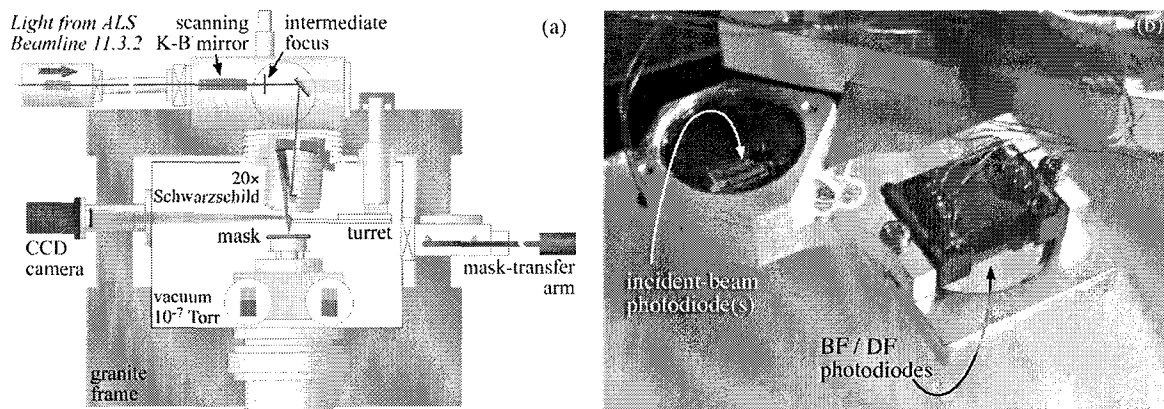 Light from ALS
Beamline 11.3.2
scanning
K-B mirror
intermediate
focus
(a)
20×
Schwarzschild
mask
turret
CCD
camera
mask-transfer
arm
vacuum
10⁻⁷ Torr
granite
frame
(b)
incident-beam
photodiode(s)
BF / DF
photodiodes